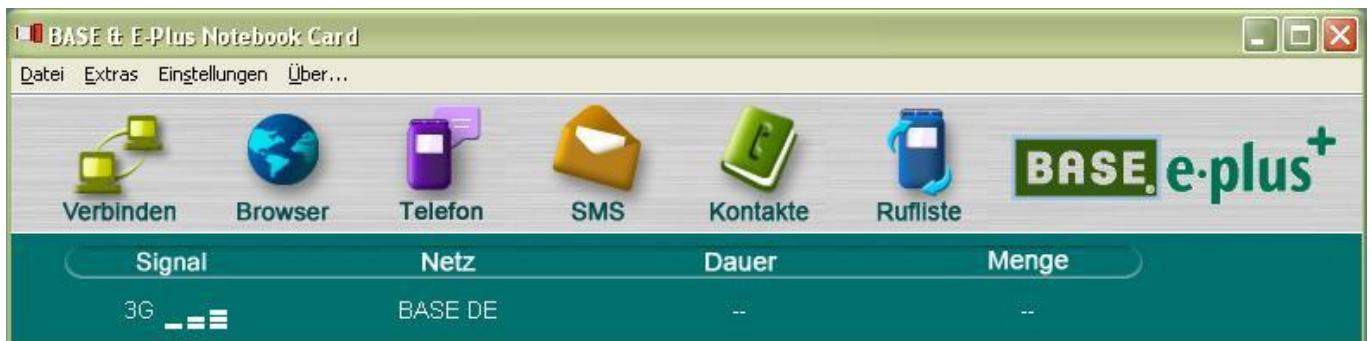 BASE & E-Plus Notebook Card
Datei Extras Einstellungen Über...
BASE® e-plus+
Verbinden Browser Telefon SMS Kontakte Rufliste
Signal Netz Dauer Menge
3G BASE DE -- --